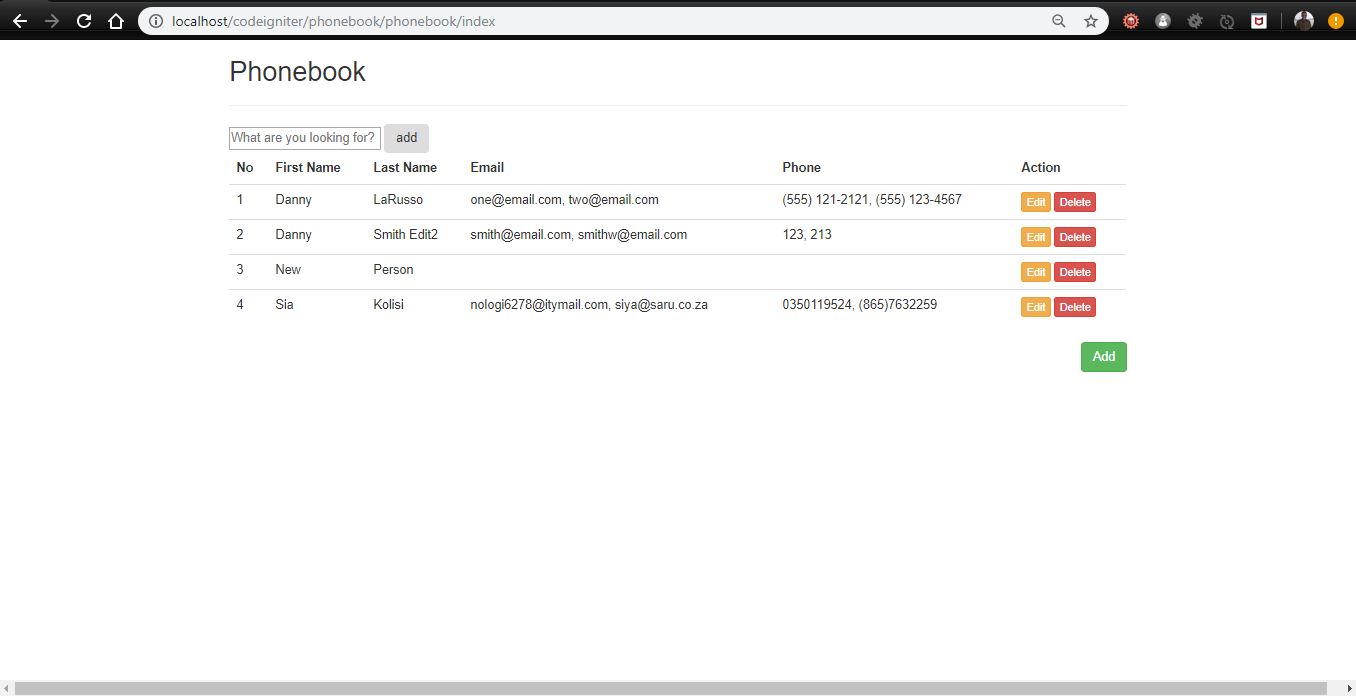 localhost/codeigniter/phonebook/phonebook/index
Phonebook
What are you looking for? add
No First Name Last Name Email Phone Action
1 Danny LaRusso one@email.com, two@email.com (555) 121-2121, (555) 123-4567 Edit Delete
2 Danny Smith Edit2 smith@email.com, smithw@email.com 123, 213 Edit Delete
3 New Person Edit Delete
4 Sia Kolisi nologi6278@itymail.com, siya@saru.co.za 0350119524, (865)7632259 Edit Delete
Add